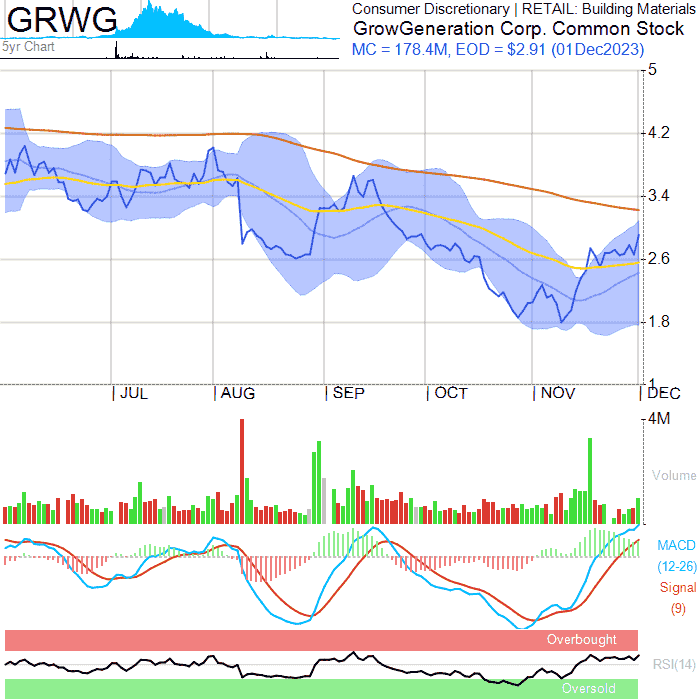 GRWG
5yr Chart
Consumer Discretionary | RETAIL: Building Materials
GrowGeneration Corp. Common Stock
MC = 178.4M, EOD = $2.91 (01Dec2023)
5
4.2
3.4
2.6
1.8
1
JUL
AUG
SEP
OCT
NOV
DEC
4M
Volume
MACD
(12-26)
Signal
(9)
Overbought
RSI(14)
Oversold